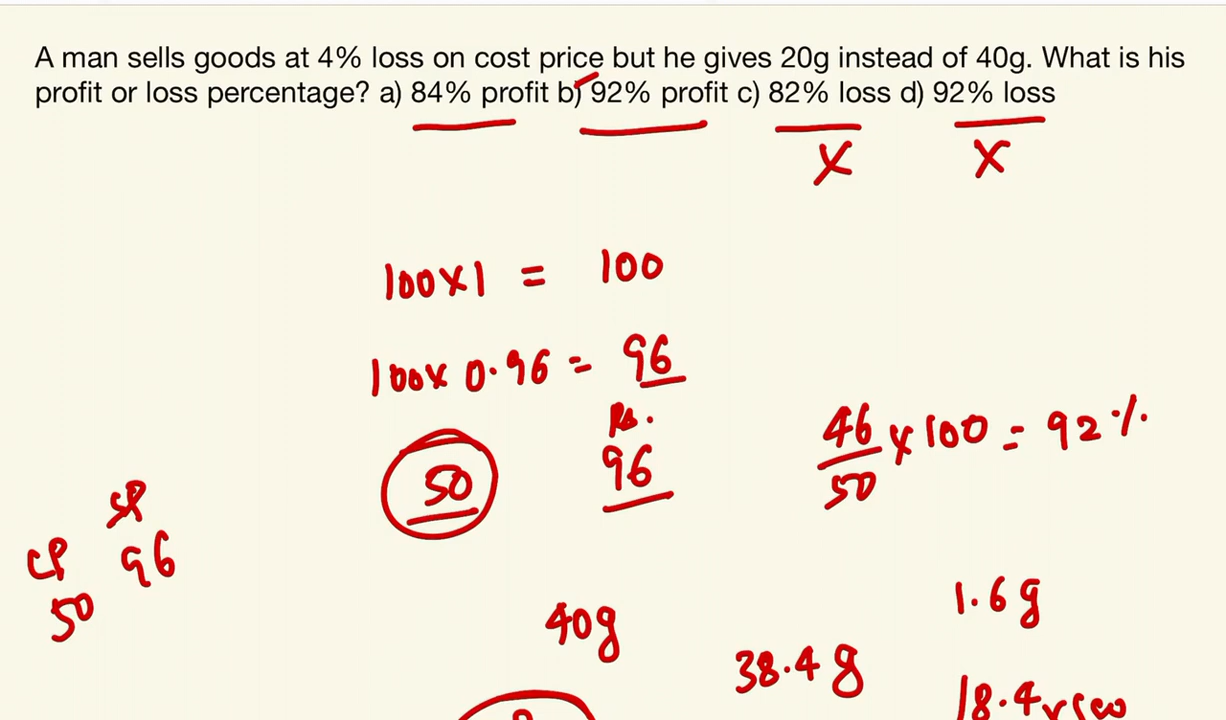 A man sells goods at 4% loss on cost price but he gives 20g instead of 40g. What is his
profit or loss percentage? a) 84% profit b) 92% profit c) 82% loss d) 92% loss
X X
100×1 = 100
100× 0.96 = 96
Rs.
50 96
46/50 × 100 = 92%
SP
CP 96
50
40g
1.6g
38.4g
18.4×